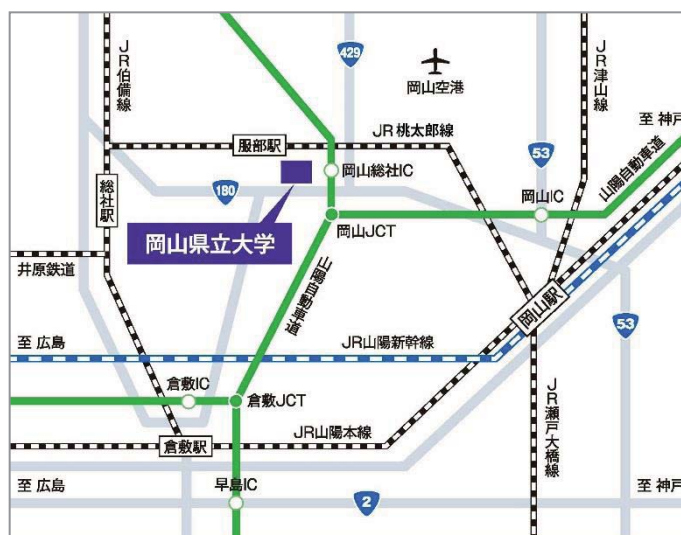 JR伯備線
429
岡山空港
JR津山線
至 神戸
服部駅
JR桃太郎線
53
山陽自動車道
総社駅
180
岡山総社IC
岡山IC
岡山県立大学
岡山JCT
井原鉄道
山陽自動車道
岡山駅
53
至 広島
JR山陽新幹線
倉敷IC
倉敷JCT
JR瀬戸大橋線
倉敷駅
JR山陽本線
至 広島
早島IC
2
至 神戸